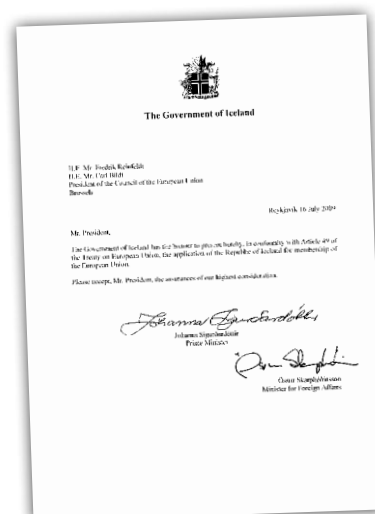 The Government of Iceland
H.E. Mr. Fredrik Reinfeldt
H.E. Mr. Carl Bildt
President of the Council of the European Union
Brussels
Reykjavík 16 July 2009
Mr. President,
The Government of Iceland has the honour to present hereby, in conformity with Article 49 of
the Treaty on European Union, the application of the Republic of Iceland for membership of
the European Union.
Please accept, Mr. President, the assurances of our highest consideration.
Jóhanna Sigurðardóttir
Jóhanna Sigurðardóttir
Prime Minister
Össur Skarphéðinsson
Össur Skarphéðinsson
Minister for Foreign Affairs